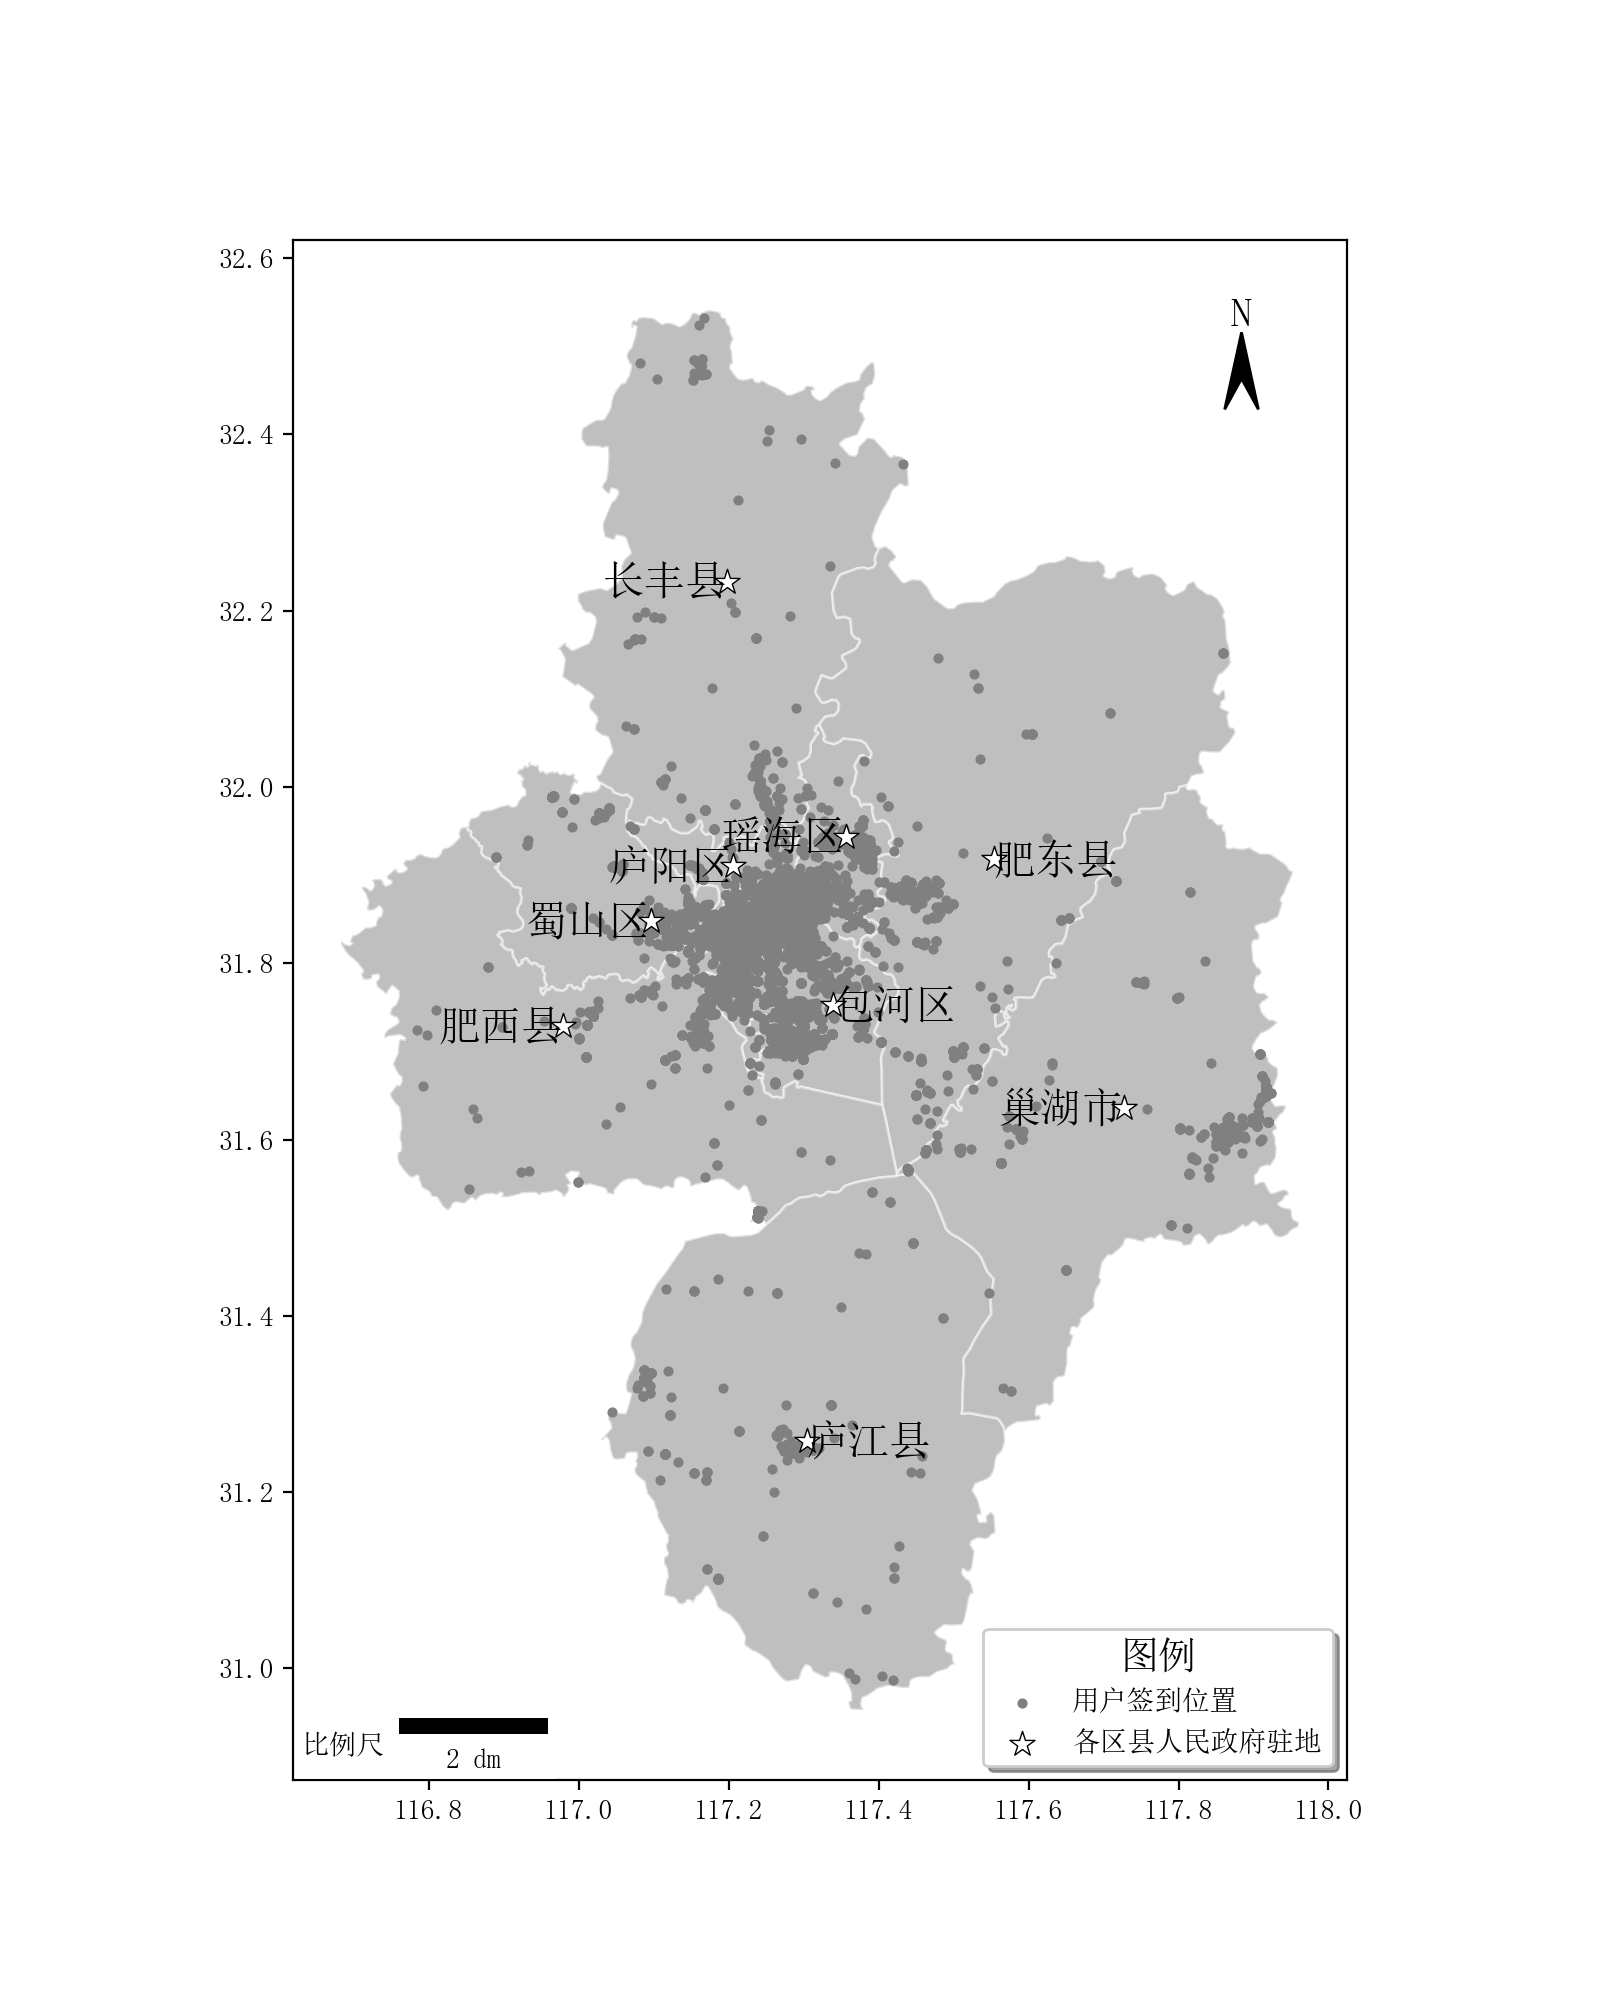 32.6
N
32.4
长丰县
32.2
32.0
瑶海区
庐阳区
肥东县
蜀山区
31.8
包河区
肥西县
巢湖市
31.6
31.4
庐江县
31.2
31.0
图例
用户签到位置
各区县人民政府驻地
比例尺
2 dm
116.8 117.0 117.2 117.4 117.6 117.8 118.0